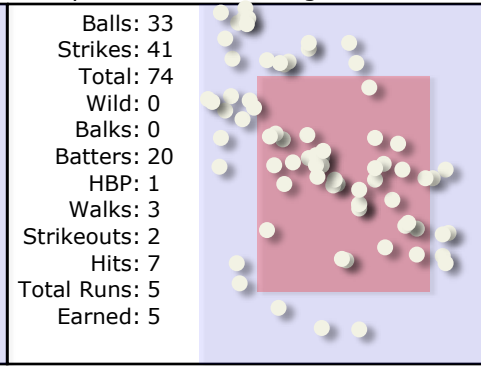 Balls: 33
Strikes: 41
Total: 74
Wild: 0
Balks: 0
Batters: 20
HBP: 1
Walks: 3
Strikeouts: 2
Hits: 7
Total Runs: 5
Earned: 5